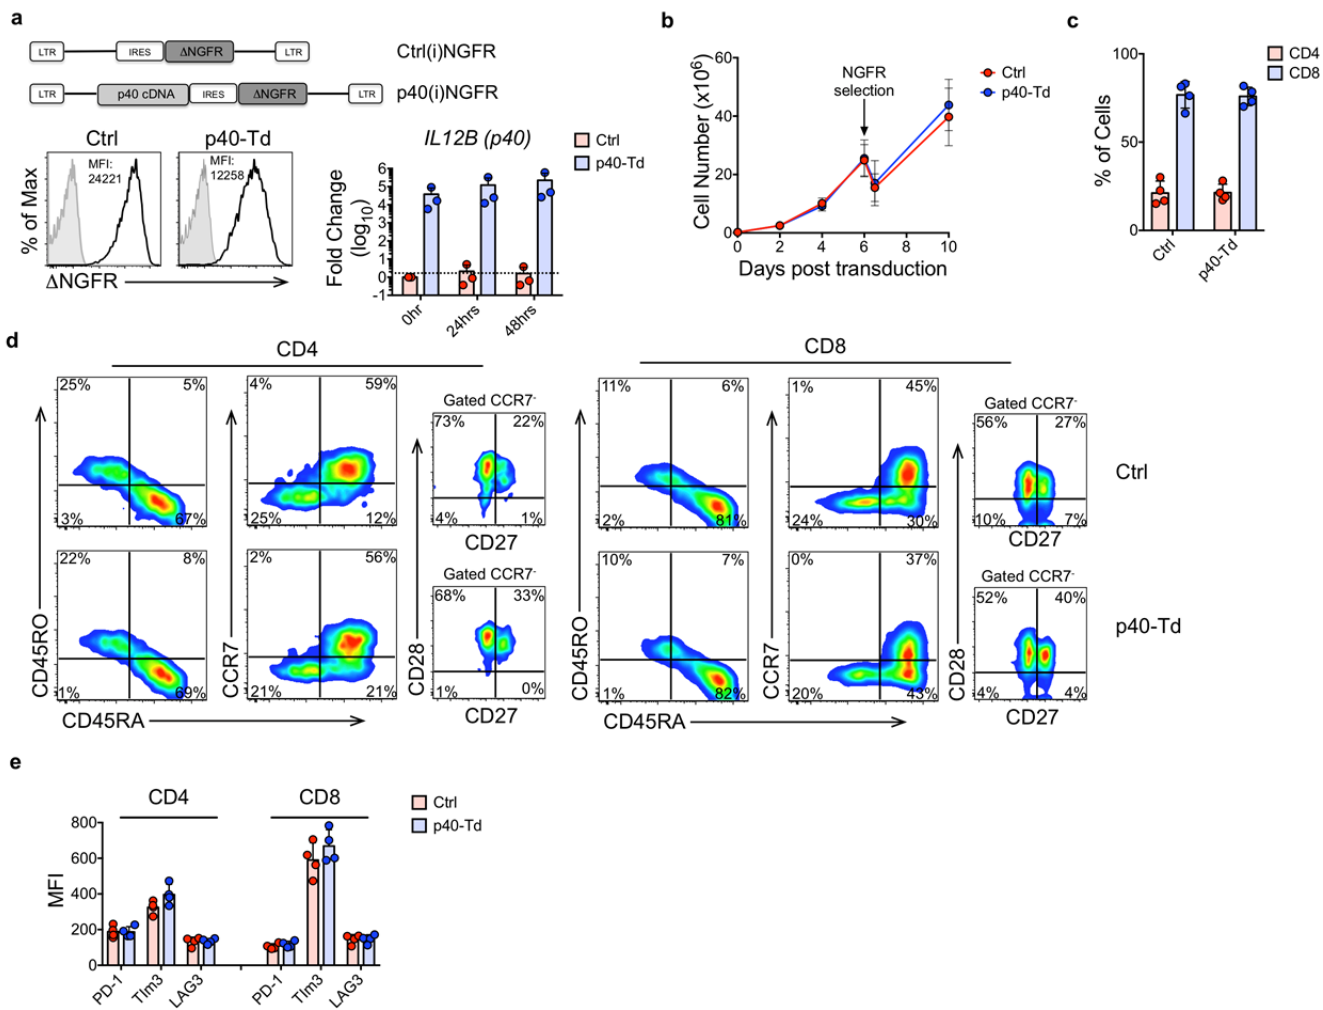 a
LTR IRES ΔNGFR LTR Ctrl(i)NGFR
LTR p40 cDNA IRES ΔNGFR LTR p40(i)NGFR
Ctrl p40-Td
MFI:
24221
MFI:
12258
% of Max
ΔNGFR
IL12B (p40)
Ctrl
p40-Td
Fold Change
(log10)
6
5
4
3
2
1
0
-1
0hr 24hrs 48hrs
b
Cell Number (x10⁶)
60
40
20
0
NGFR
selection
Ctrl
p40-Td
0 2 4 6 8 10
Days post transduction
c
CD4
CD8
% of Cells
100
50
0
Ctrl p40-Td
d
CD4
25% 5%
3% 67%
4% 59%
25% 12%
Gated CCR7-
73% 22%
4% 1%
CD27
22% 8%
1% 69%
2% 56%
21% 21%
Gated CCR7-
68% 33%
1% 0%
CD27
CD45RO
CCR7
CD28
CD45RA
CD8
11% 6%
2% 81%
1% 45%
24% 30%
Gated CCR7-
56% 27%
10% 7%
CD27
Ctrl
10% 7%
1% 82%
0% 37%
20% 43%
Gated CCR7-
52% 40%
4% 4%
CD27
p40-Td
CD45RO
CCR7
CD28
CD45RA
e
CD4 CD8
Ctrl
p40-Td
MFI
800
600
400
200
0
PD-1 TIm3 LAG3 PD-1 TIm3 LAG3